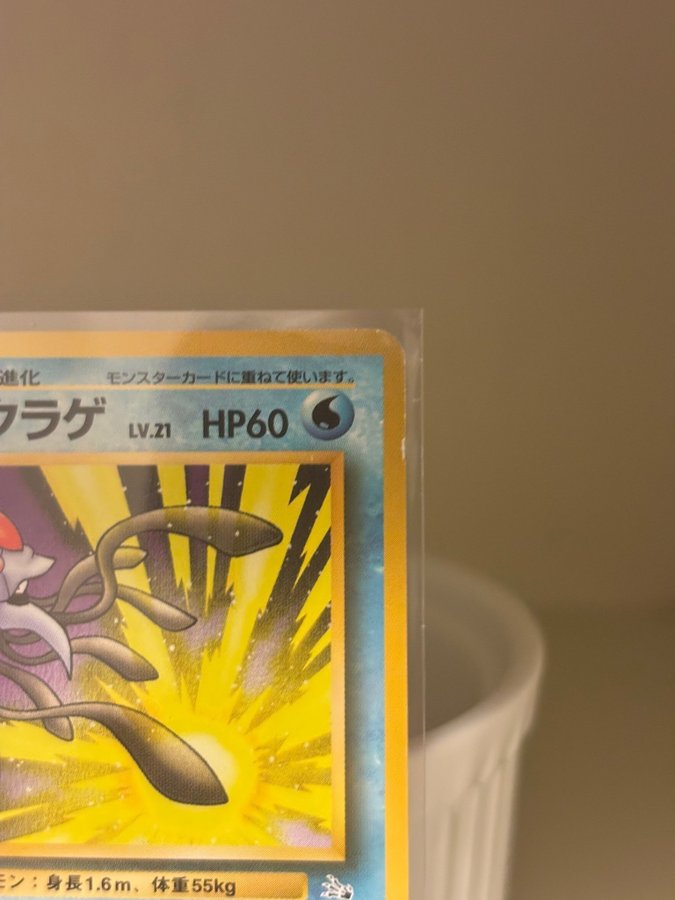 進化 モンスターカードに重ねて使います。
クラゲ LV.21 HP60
モン：身長1.6m、体重55kg